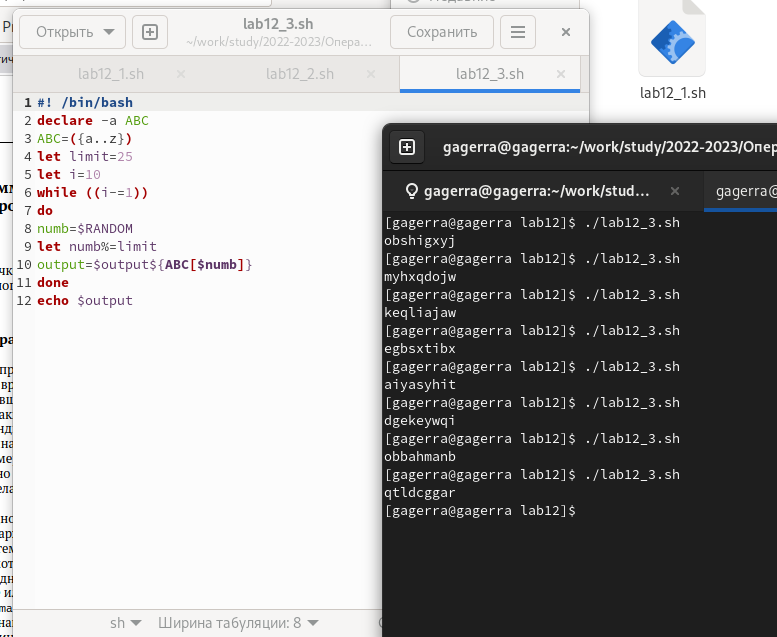 Открыть
lab12_3.sh
~/work/study/2022-2023/Опера...
Сохранить
lab12_1.sh
lab12_2.sh
lab12_3.sh
1 #! /bin/bash
2 declare -a ABC
3 ABC=({a..z})
4 let limit=25
5 let i=10
6 while ((i-=1))
7 do
8 numb=$RANDOM
9 let numb%=limit
10 output=$output${ABC[$numb]}
11 done
12 echo $output
sh
Ширина табуляции: 8
lab12_1.sh
gagerra@gagerra:~/work/study/2022-2023/Опер
gagerra@gagerra:~/work/stud...
gagerra@
[gagerra@gagerra lab12]$ ./lab12_3.sh
obshigxyj
[gagerra@gagerra lab12]$ ./lab12_3.sh
myhxqdojw
[gagerra@gagerra lab12]$ ./lab12_3.sh
keqliajaw
[gagerra@gagerra lab12]$ ./lab12_3.sh
egbsxtibx
[gagerra@gagerra lab12]$ ./lab12_3.sh
aiyasyhit
[gagerra@gagerra lab12]$ ./lab12_3.sh
dgekeywqi
[gagerra@gagerra lab12]$ ./lab12_3.sh
obbahmanb
[gagerra@gagerra lab12]$ ./lab12_3.sh
qtldcggar
[gagerra@gagerra lab12]$